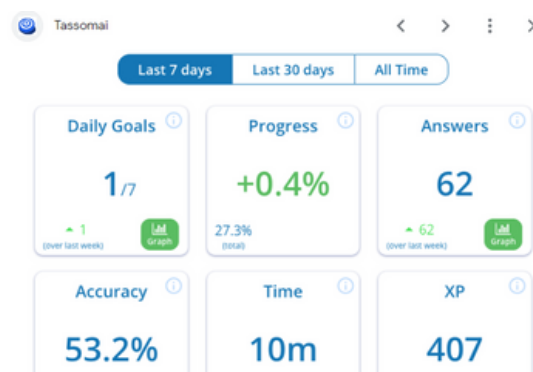 Tassomai
Last 7 days Last 30 days All Time
Daily Goals Progress Answers
1/7 +0.4% 62
1 27.3% 62
(over last week) Graph (total) (over last week) Graph
Accuracy Time XP
53.2% 10m 407